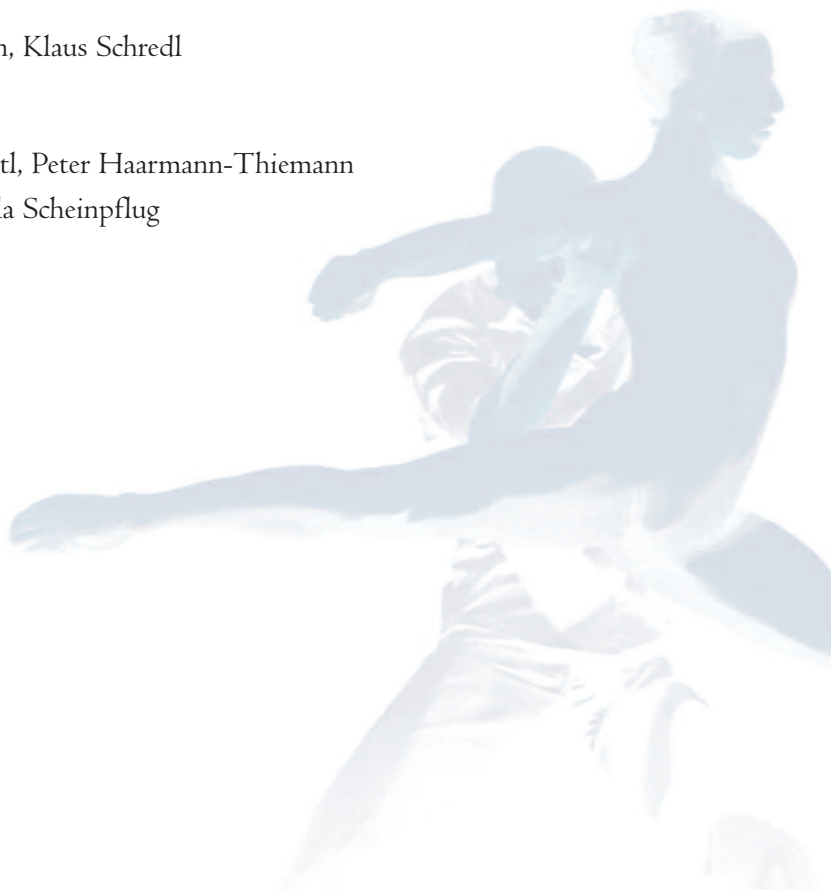 n, Klaus Schredl
tl, Peter Haarmann-Thiemann
la Scheinpflug